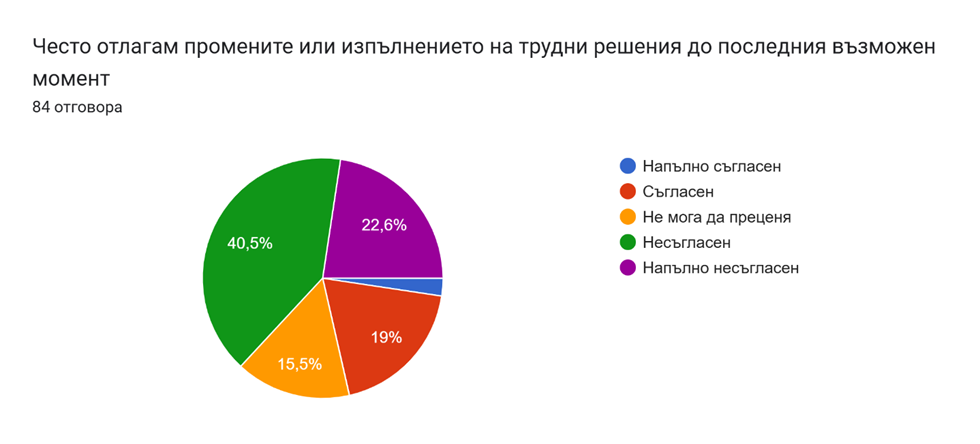 Често отлагам промените или изпълнението на трудни решения до последния възможен
момент
84 отговора
Напълно съгласен
Съгласен
Не мога да преценя
Несъгласен
Напълно несъгласен
22,6%
40,5%
19%
15,5%